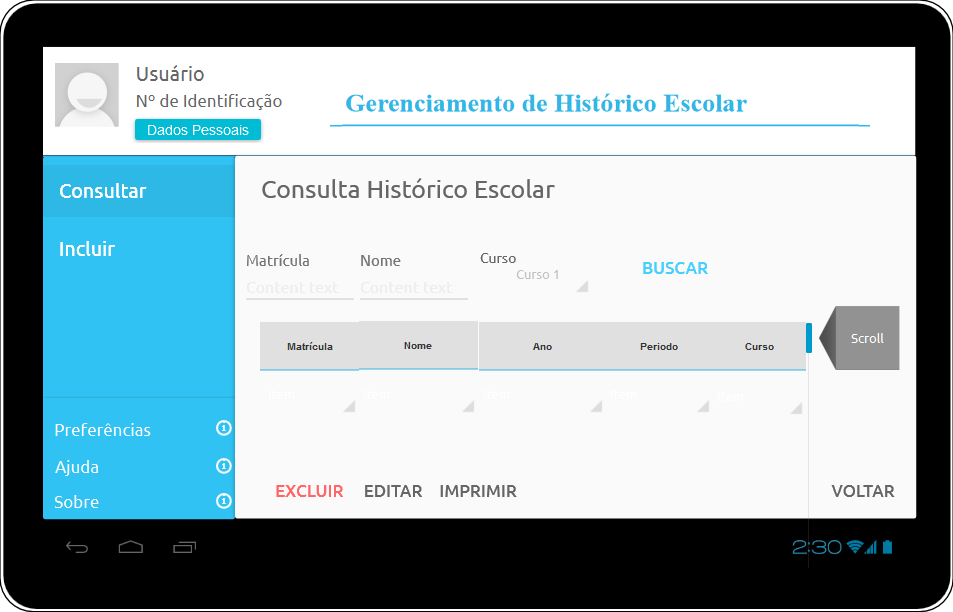 Usuário
Nº de Identificação
Dados Pessoais
Gerenciamento de Histórico Escolar
Consultar
Incluir
Consulta Histórico Escolar
Matrícula Nome Curso
Content text Content text Curso 1
BUSCAR
Matrícula Nome Ano Periodo Curso
Scroll
Item Item Item Item Item
Preferências
Ajuda
Sobre
EXCLUIR EDITAR IMPRIMIR VOLTAR
2:30